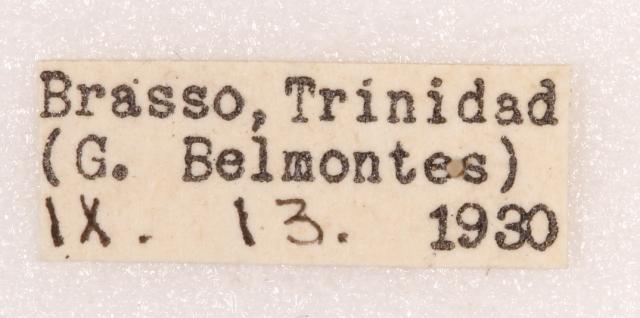 Brasso, Trinidad
(G. Belmontes)
IX. 13. 1930